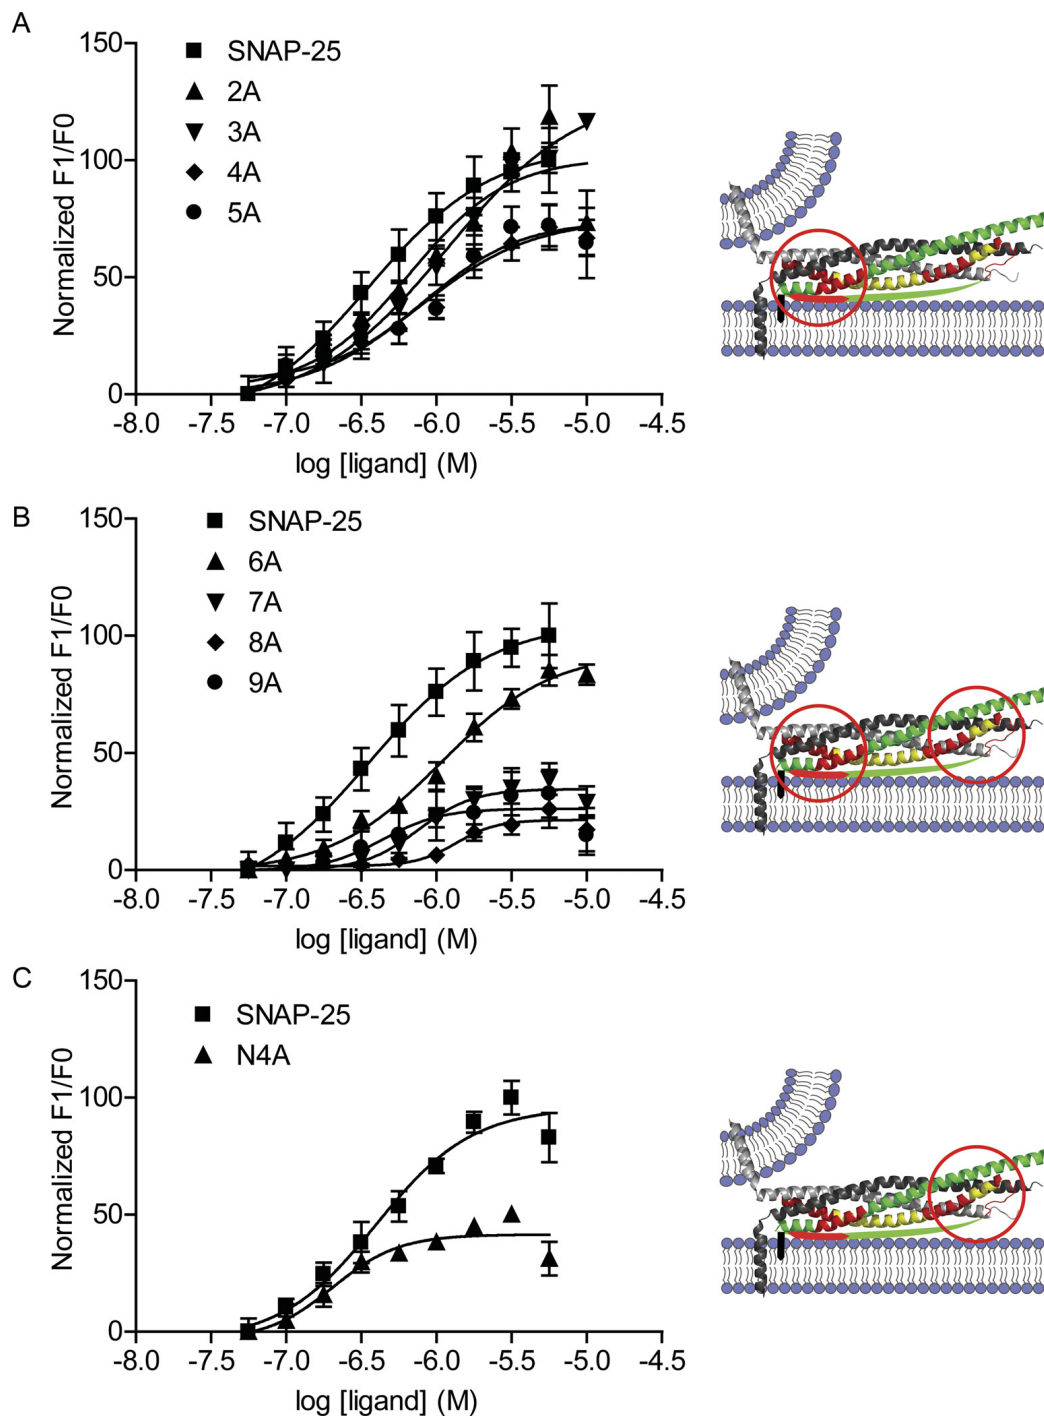 A
150
100
50
0
Normalized F1/F0
SNAP-25
2A
3A
4A
5A
-8.0 -7.5 -7.0 -6.5 -6.0 -5.5 -5.0 -4.5
log [ligand] (M)
B
150
100
50
0
Normalized F1/F0
SNAP-25
6A
7A
8A
9A
-8.0 -7.5 -7.0 -6.5 -6.0 -5.5 -5.0 -4.5
log [ligand] (M)
C
150
100
50
0
Normalized F1/F0
SNAP-25
N4A
-8.0 -7.5 -7.0 -6.5 -6.0 -5.5 -5.0 -4.5
log [ligand] (M)